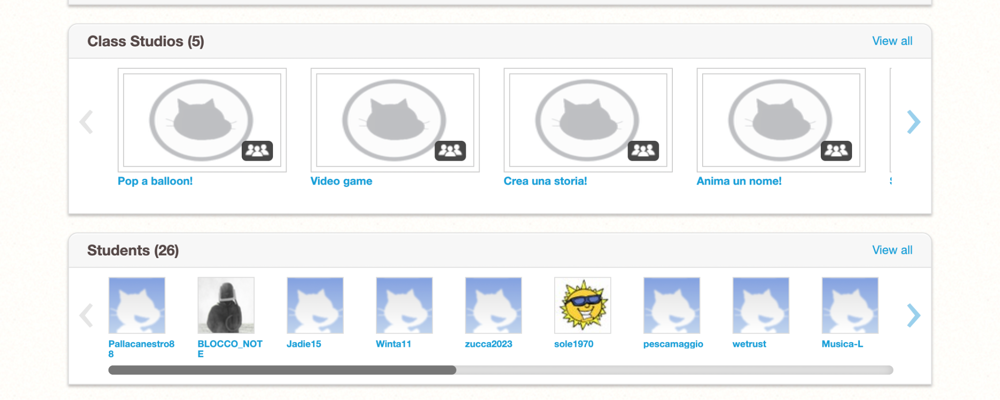 Class Studios (5)
View all
Pop a balloon!
Video game
Crea una storia!
Anima un nome!
Students (26)
View all
Pallacanestro8
8
BLOCCO_NOT
E
Jadie15
Winta11
zucca2023
sole1970
pescamaggio
wetrust
Musica-L